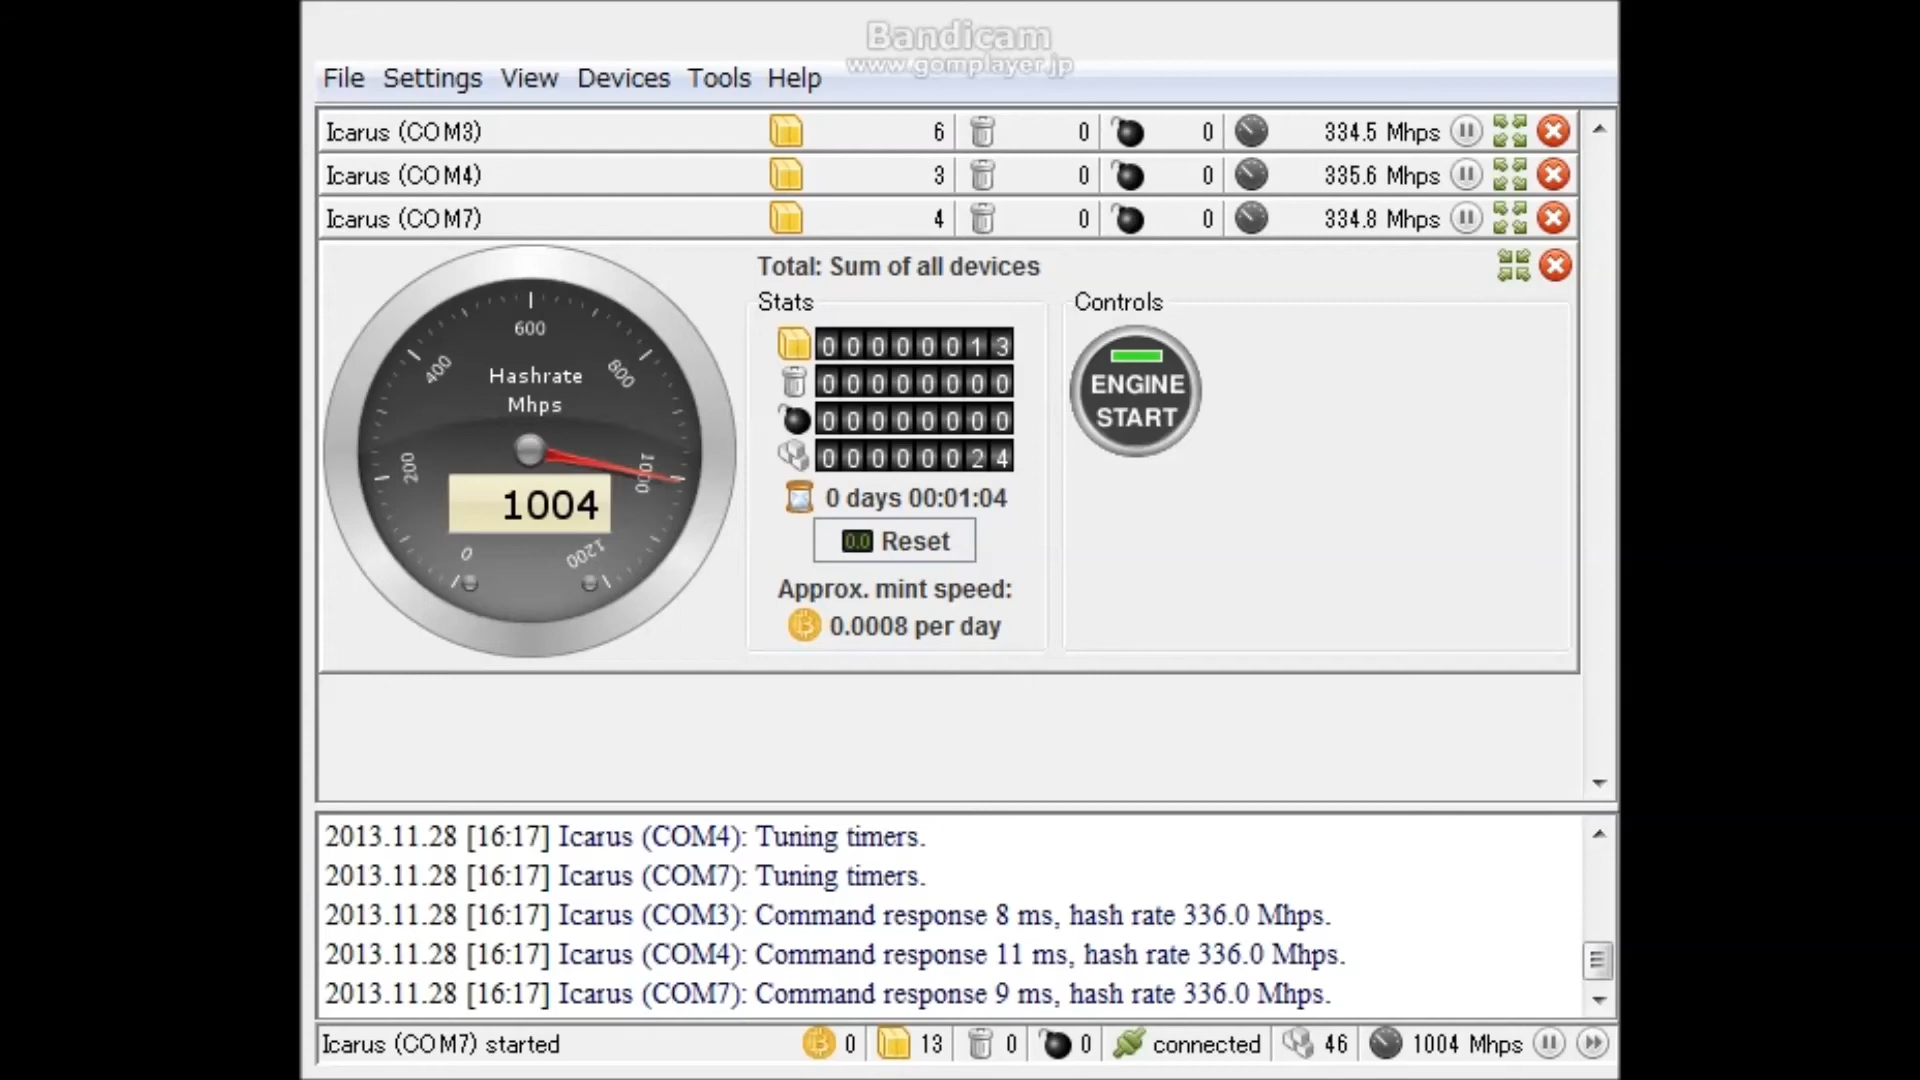 Bandicam
www.gomplayer.jp
File Settings View Devices Tools Help
Icarus (COM3) 6 0 0 334.5 Mhps
Icarus (COM4) 3 0 0 335.6 Mhps
Icarus (COM7) 4 0 0 334.8 Mhps
Total: Sum of all devices
Stats
Controls
0 200 400 600 800 1000 1200
Hashrate
Mhps
1004
00000013
00000000
00000000
00000024
0 days 00:01:04
0.0 Reset
Approx. mint speed:
0.0008 per day
ENGINE
START
2013.11.28 [16:17] Icarus (COM4): Tuning timers.
2013.11.28 [16:17] Icarus (COM7): Tuning timers.
2013.11.28 [16:17] Icarus (COM3): Command response 8 ms, hash rate 336.0 Mhps.
2013.11.28 [16:17] Icarus (COM4): Command response 11 ms, hash rate 336.0 Mhps.
2013.11.28 [16:17] Icarus (COM7): Command response 9 ms, hash rate 336.0 Mhps.
Icarus (COM7) started 0 13 0 0 connected 46 1004 Mhps